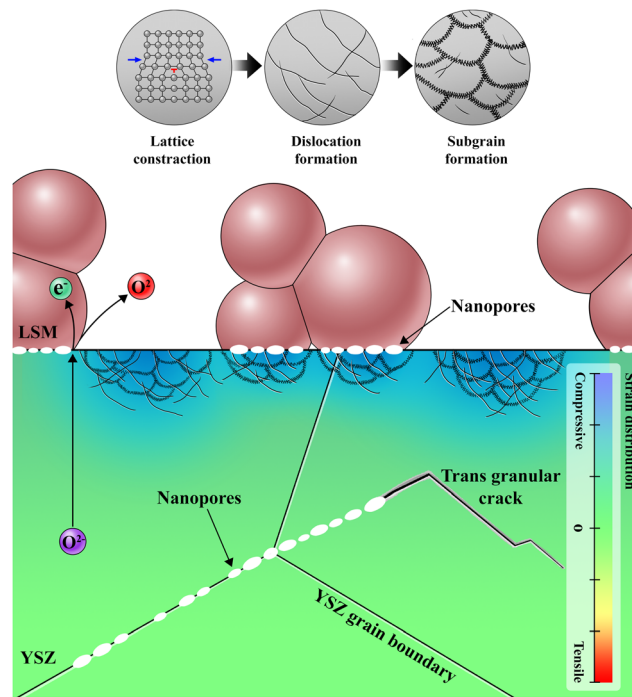 Lattice
constraction
Dislocation
formation
Subgrain
formation
e-
O2
LSM
Nanopores
Strain distribution
Compressive
0
Tensile
Trans granular
crack
Nanopores
O2-
YSZ grain boundary
YSZ